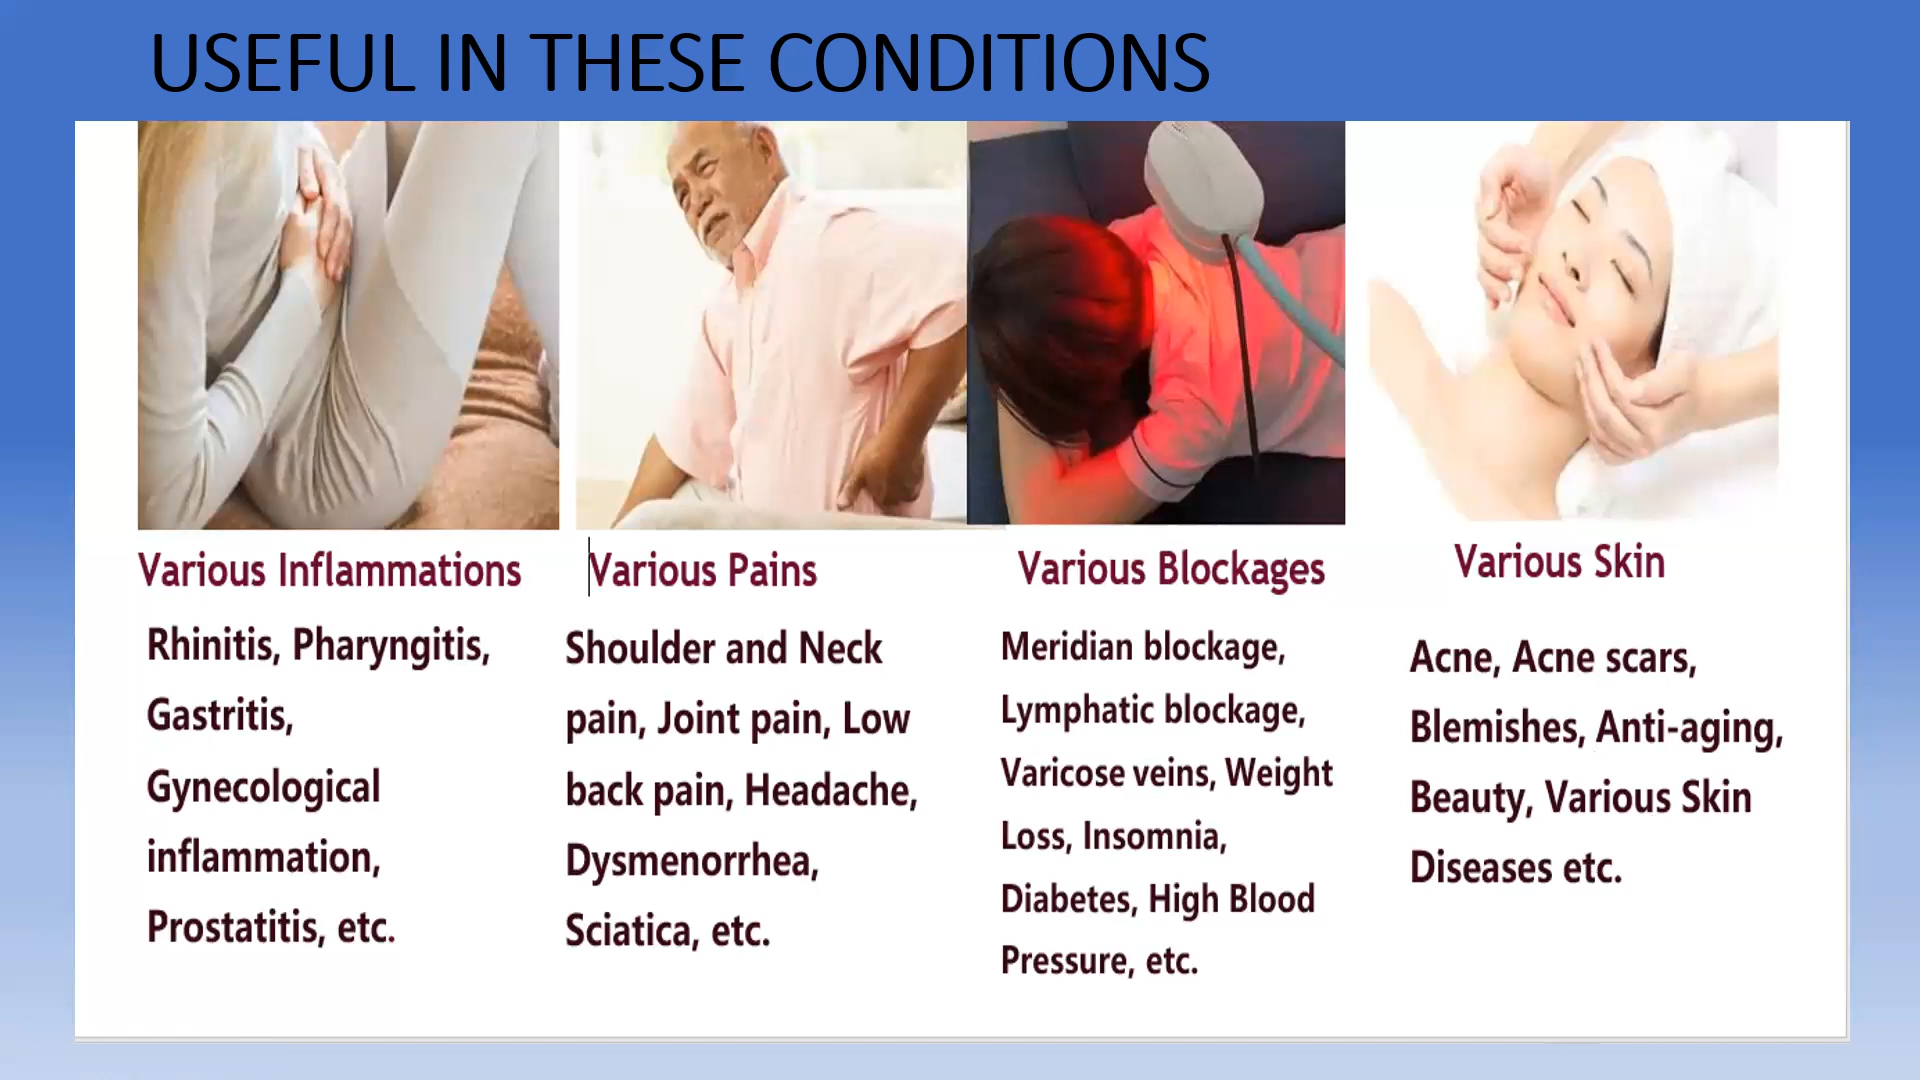 USEFUL IN THESE CONDITIONS
Various Inflammations
Rhinitis, Pharyngitis,
Gastritis,
Gynecological
inflammation,
Prostatitis, etc.
Various Pains
Shoulder and Neck
pain, Joint pain, Low
back pain, Headache,
Dysmenorrhea,
Sciatica, etc.
Various Blockages
Meridian blockage,
Lymphatic blockage,
Varicose veins, Weight
Loss, Insomnia,
Diabetes, High Blood
Pressure, etc.
Various Skin
Acne, Acne scars,
Blemishes, Anti-aging,
Beauty, Various Skin
Diseases etc.